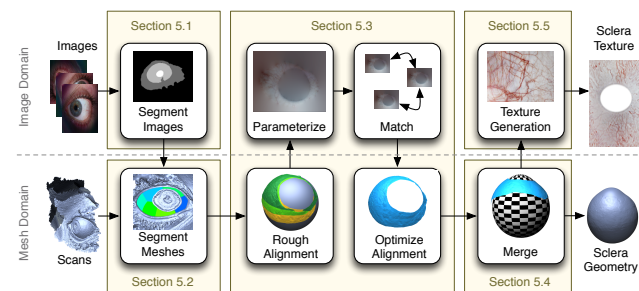 Section 5.1
Section 5.3
Section 5.5
Sclera
Texture
Images
Image Domain
Segment
Images
Parameterize
Match
Texture
Generation
Mesh Domain
Scans
Segment
Meshes
Rough
Alignment
Optimize
Alignment
Merge
Sclera
Geometry
Section 5.2
Section 5.4